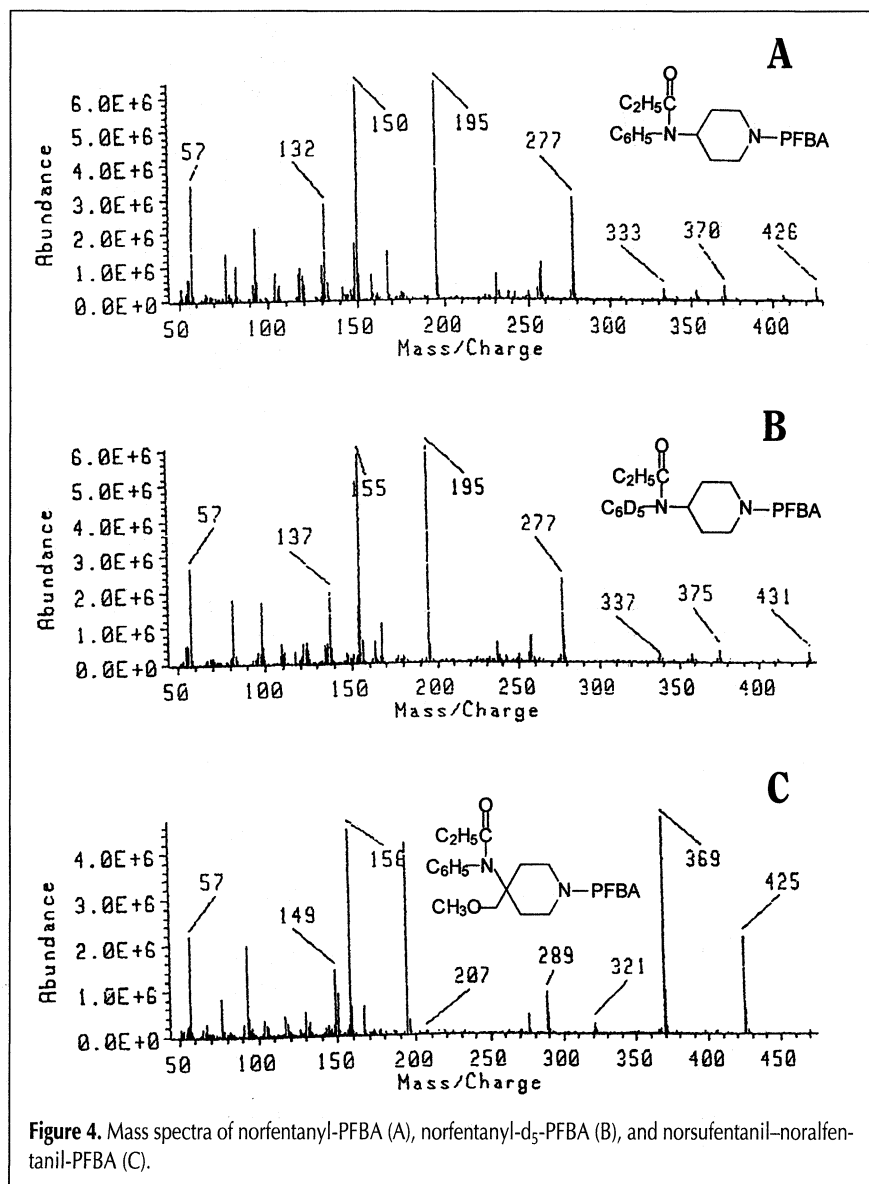 A
6.0E+6
5.0E+6
4.0E+6
3.0E+6
2.0E+6
1.0E+6
0.0E+0
Abundance
57
132
150
195
277
333
370
426
O
C2H5C
C6H5-N
N-PFBA
50
100
150
200
250
300
350
400
Mass/Charge
B
6.0E+6
5.0E+6
4.0E+6
3.0E+6
2.0E+6
1.0E+6
0.0E+0
Abundance
57
137
155
195
277
337
375
431
O
C2H5C
C6D5-N
N-PFBA
50
100
150
200
250
300
350
400
Mass/Charge
C
4.0E+6
3.0E+6
2.0E+6
1.0E+6
0.0E+0
Abundance
57
149
207
289
321
369
425
O
C2H5C
C6H5-N
CH3O
N-PFBA
50
100
150
200
250
300
350
400
450
Mass/Charge
Figure 4. Mass spectra of norfentanyl-PFBA (A), norfentanyl-d5-PFBA (B), and norsufentanil–noralfen-
tanil-PFBA (C).